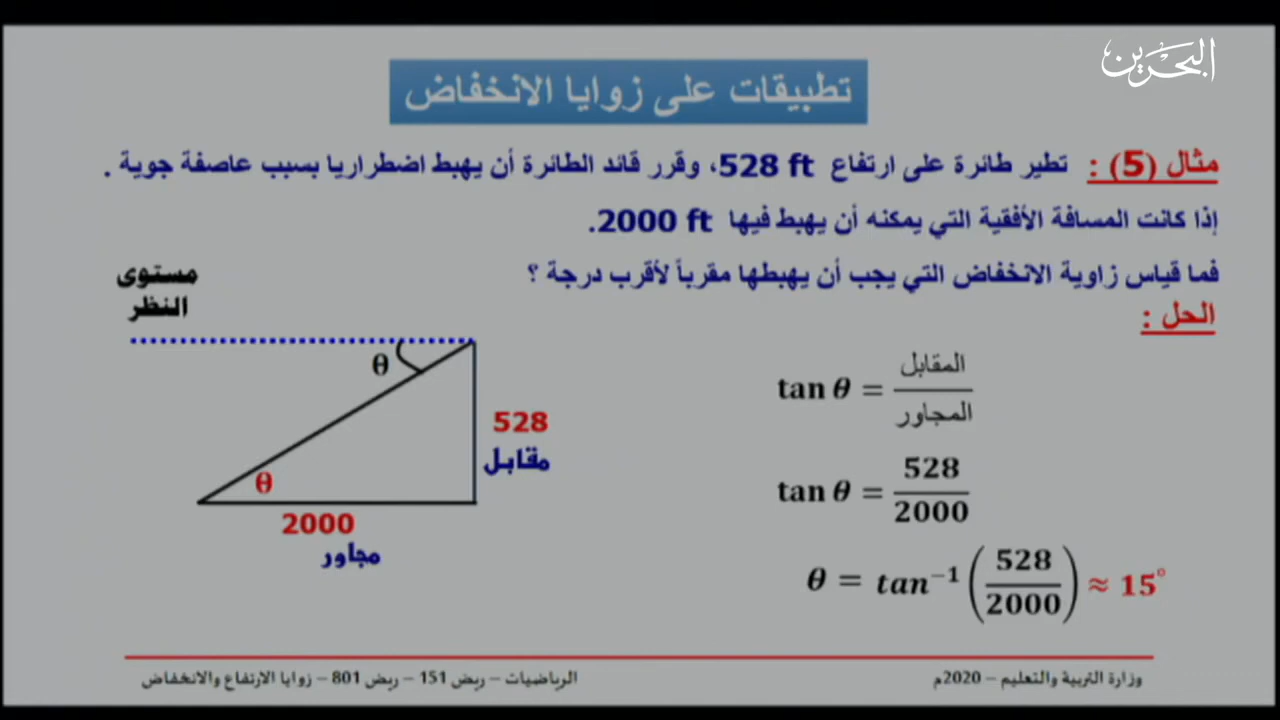 البحرين
تطبيقات على زوايا الانخفاض
مثال (5) : تطير طائرة على ارتفاع 528 ft، وقرر قائد الطائرة أن يهبط اضطراريا بسبب عاصفة جوية .
إذا كانت المسافة الأفقية التي يمكنه أن يهبط فيها 2000 ft.
فما قياس زاوية الانخفاض التي يجب أن يهبطها مقرباً لأقرب درجة ؟
الحل :
مستوى
النظر
θ
528
مقابل
θ
2000
مجاور
tan θ = المقابل / المجاور
tan θ = 528 / 2000
θ = tan⁻¹ (528 / 2000) ≈ 15°
وزارة التربية والتعليم – 2020م
الرياضيات – ريض 151 – ريض 801 – زوايا الارتفاع والانخفاض